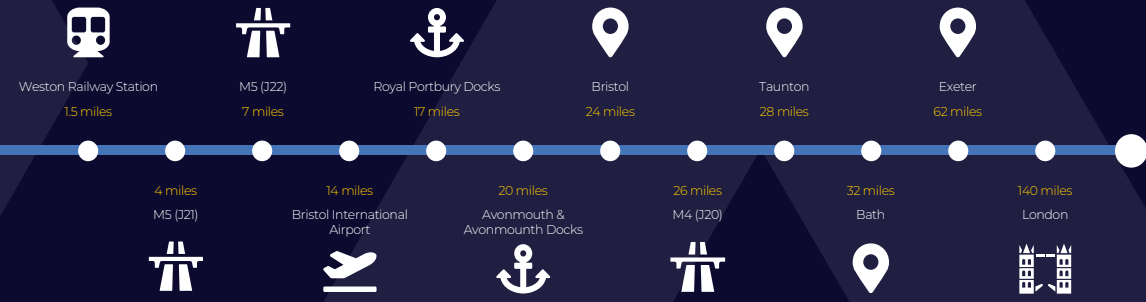 Weston Railway Station
1.5 miles
M5 (J22)
7 miles
Royal Portbury Docks
17 miles
Bristol
24 miles
Taunton
28 miles
Exeter
62 miles
4 miles
M5 (J21)
14 miles
Bristol International
Airport
20 miles
Avonmouth &
Avonmounth Docks
26 miles
M4 (J20)
32 miles
Bath
140 miles
London